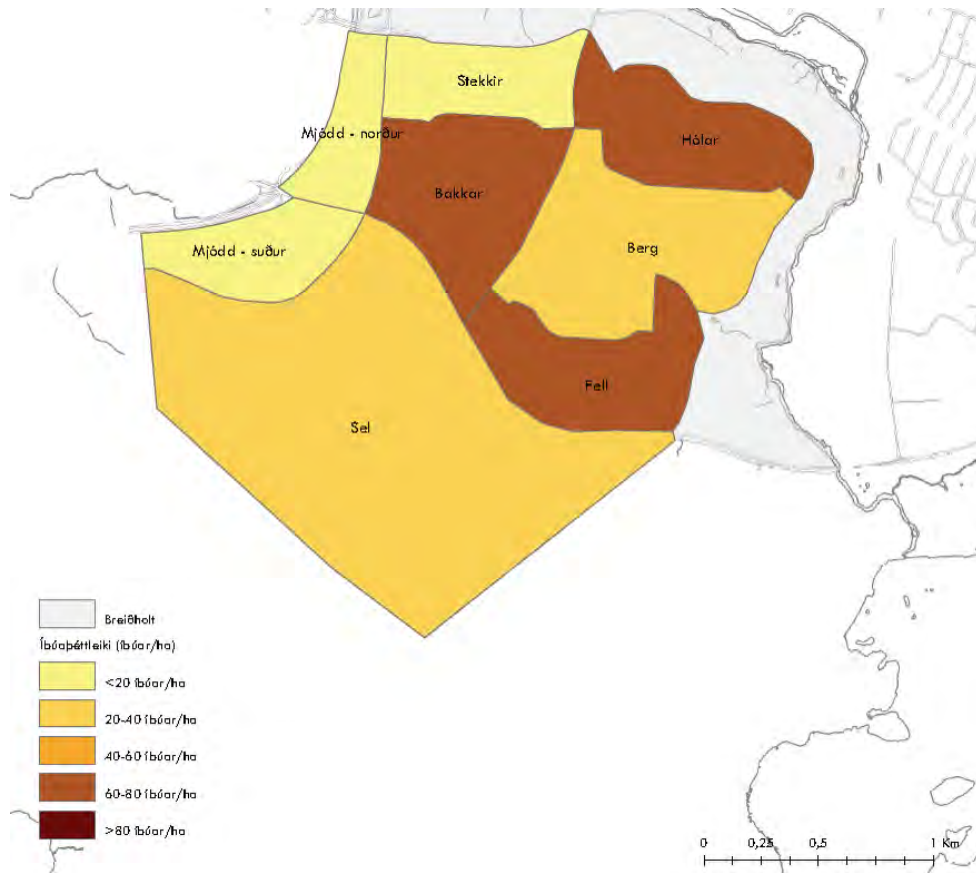 Stekkir
Mjódd - norður
Hólar
Bakkar
Mjódd - suður
Berg
Fell
Sel
Breiðholt
Íbúaþéttleiki (íbúar/ha)
<20 íbúar/ha
20-40 íbúar/ha
40-60 íbúar/ha
60-80 íbúar/ha
>80 íbúar/ha
0 0,25 0,5 1 Km